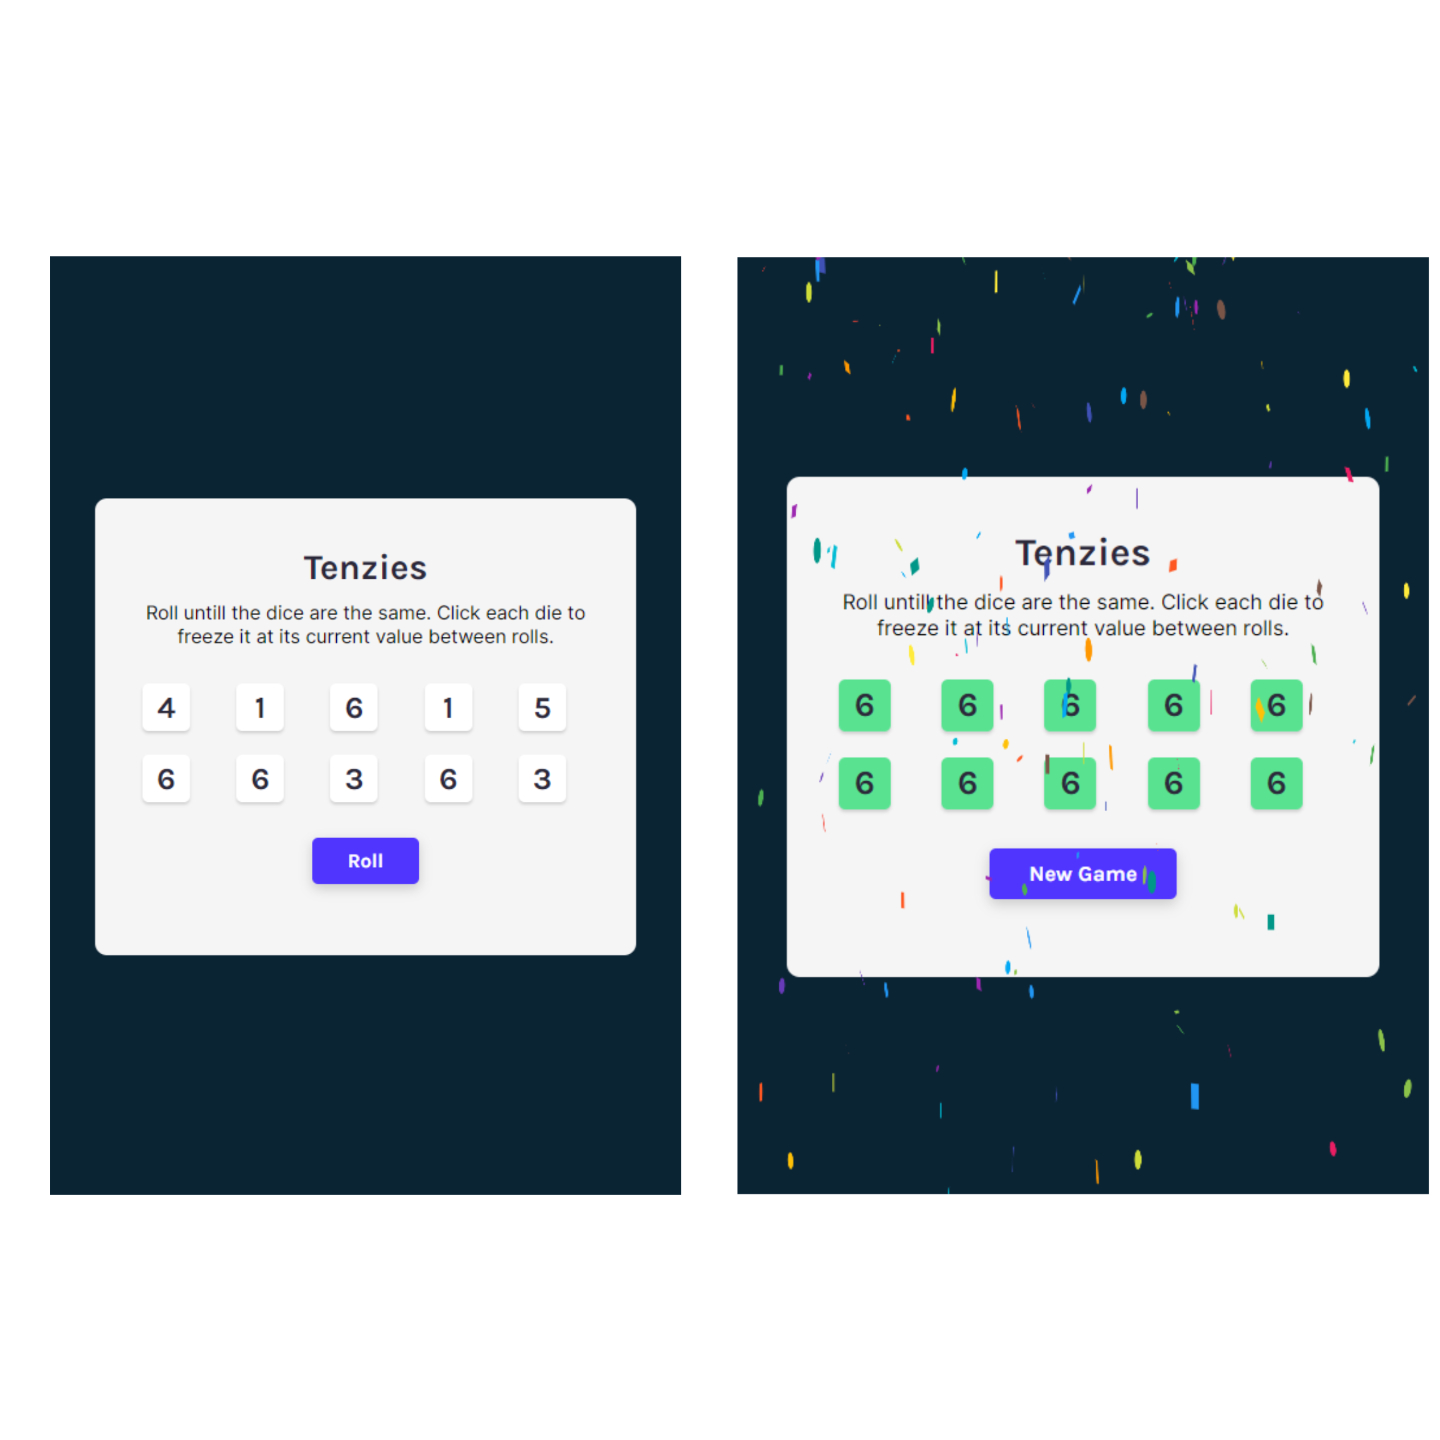 Tenzies
Roll untill the dice are the same. Click each die to
freeze it at its current value between rolls.
4 1 6 1 5
6 6 3 6 3
Roll
Tenzies
Roll untill the dice are the same. Click each die to
freeze it at its current value between rolls.
6 6 6 6 6
6 6 6 6 6
New Game